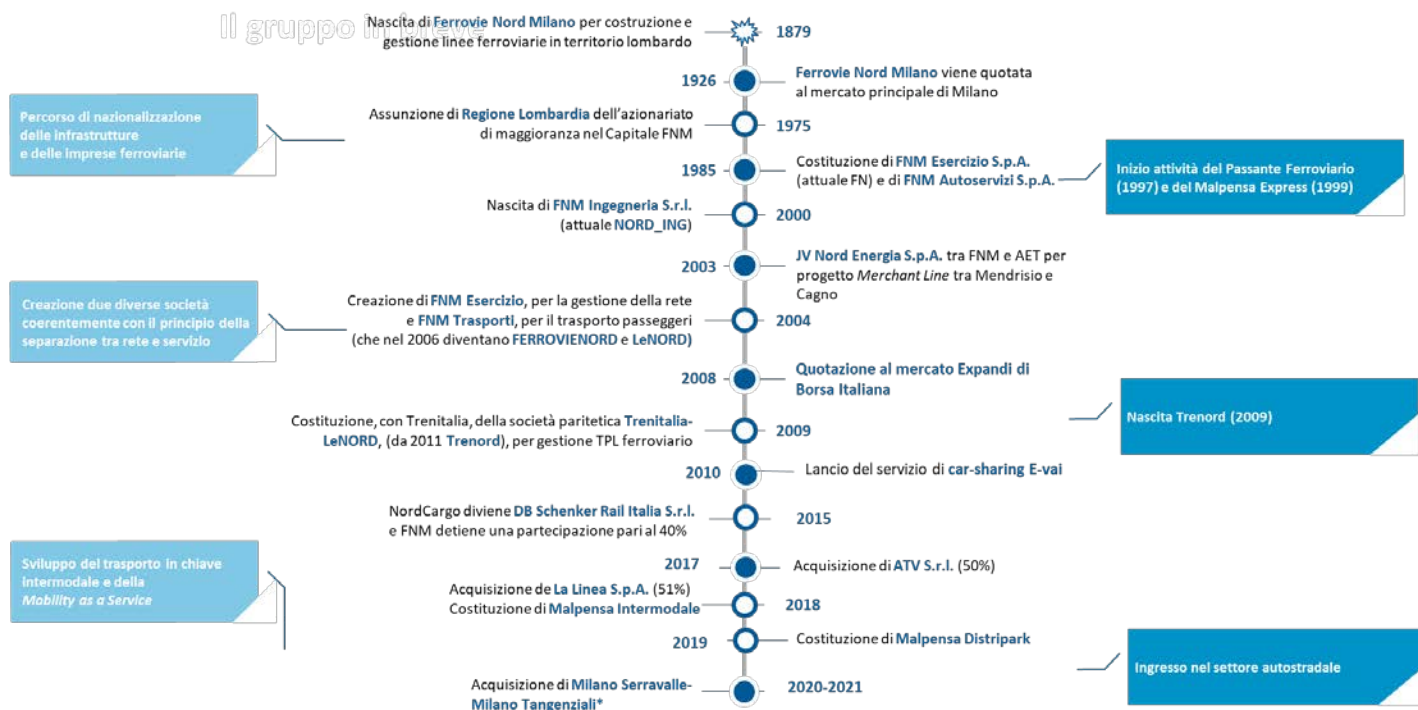 Il gruppo in breve
Nascita di Ferrovie Nord Milano per costruzione e
gestione linee ferroviarie in territorio lombardo
1879
1926
Ferrovie Nord Milano viene quotata
al mercato principale di Milano
Percorso di nazionalizzazione
delle infrastrutture
e delle imprese ferroviarie
Assunzione di Regione Lombardia dell'azionariato
di maggioranza nel Capitale FNM
1975
1985
Costituzione di FNM Esercizio S.p.A.
(attuale FN) e di FNM Autoservizi S.p.A.
Inizio attività del Passante Ferroviario
(1997) e del Malpensa Express (1999)
Nascita di FNM Ingegneria S.r.l.
(attuale NORD_ING)
2000
2003
JV Nord Energia S.p.A. tra FNM e AET per
progetto Merchant Line tra Mendrisio e
Cagno
Creazione due diverse società
coerentemente con il principio della
separazione tra rete e servizio
Creazione di FNM Esercizio, per la gestione della rete
e FNM Trasporti, per il trasporto passeggeri
(che nel 2006 diventano FERROVIENORD e LeNORD)
2004
2008
Quotazione al mercato Expandi di
Borsa Italiana
Nascita Trenord (2009)
Costituzione, con Trenitalia, della società paritetica Trenitalia-
LeNORD, (da 2011 Trenord), per gestione TPL ferroviario
2009
2010
Lancio del servizio di car-sharing E-vai
NordCargo diviene DB Schenker Rail Italia S.r.l.
e FNM detiene una partecipazione pari al 40%
2015
Sviluppo del trasporto in chiave
intermodale e della
Mobility as a Service
2017
Acquisizione di ATV S.r.l. (50%)
Acquisizione de La Linea S.p.A. (51%)
Costituzione di Malpensa Intermodale
2018
2019
Costituzione di Malpensa Distripark
Ingresso nel settore autostradale
Acquisizione di Milano Serravalle-
Milano Tangenziali*
2020-2021